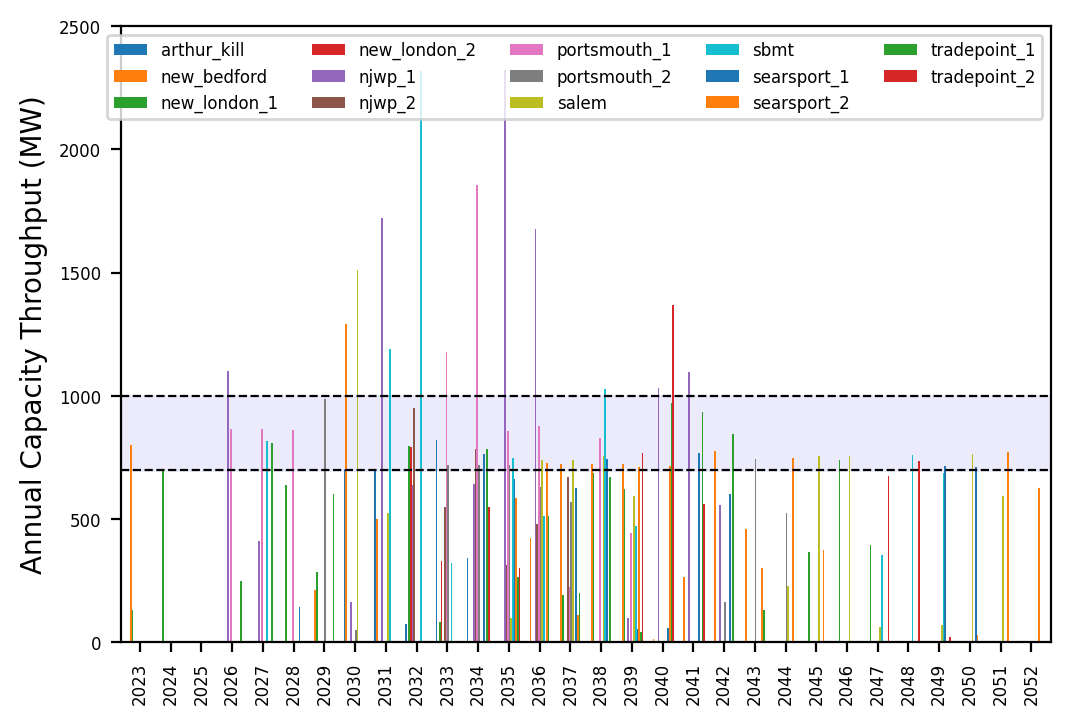 2500
2000
1500
1000
500
0
Annual Capacity Throughput (MW)
arthur_kill new_london_2 portsmouth_1 sbmt tradepoint_1
new_bedford njwp_1 portsmouth_2 searsport_1 tradepoint_2
new_london_1 njwp_2 salem searsport_2
2023 2024 2025 2026 2027 2028 2029 2030 2031 2032 2033 2034 2035 2036 2037 2038 2039 2040 2041 2042 2043 2044 2045 2046 2047 2048 2049 2050 2051 2052